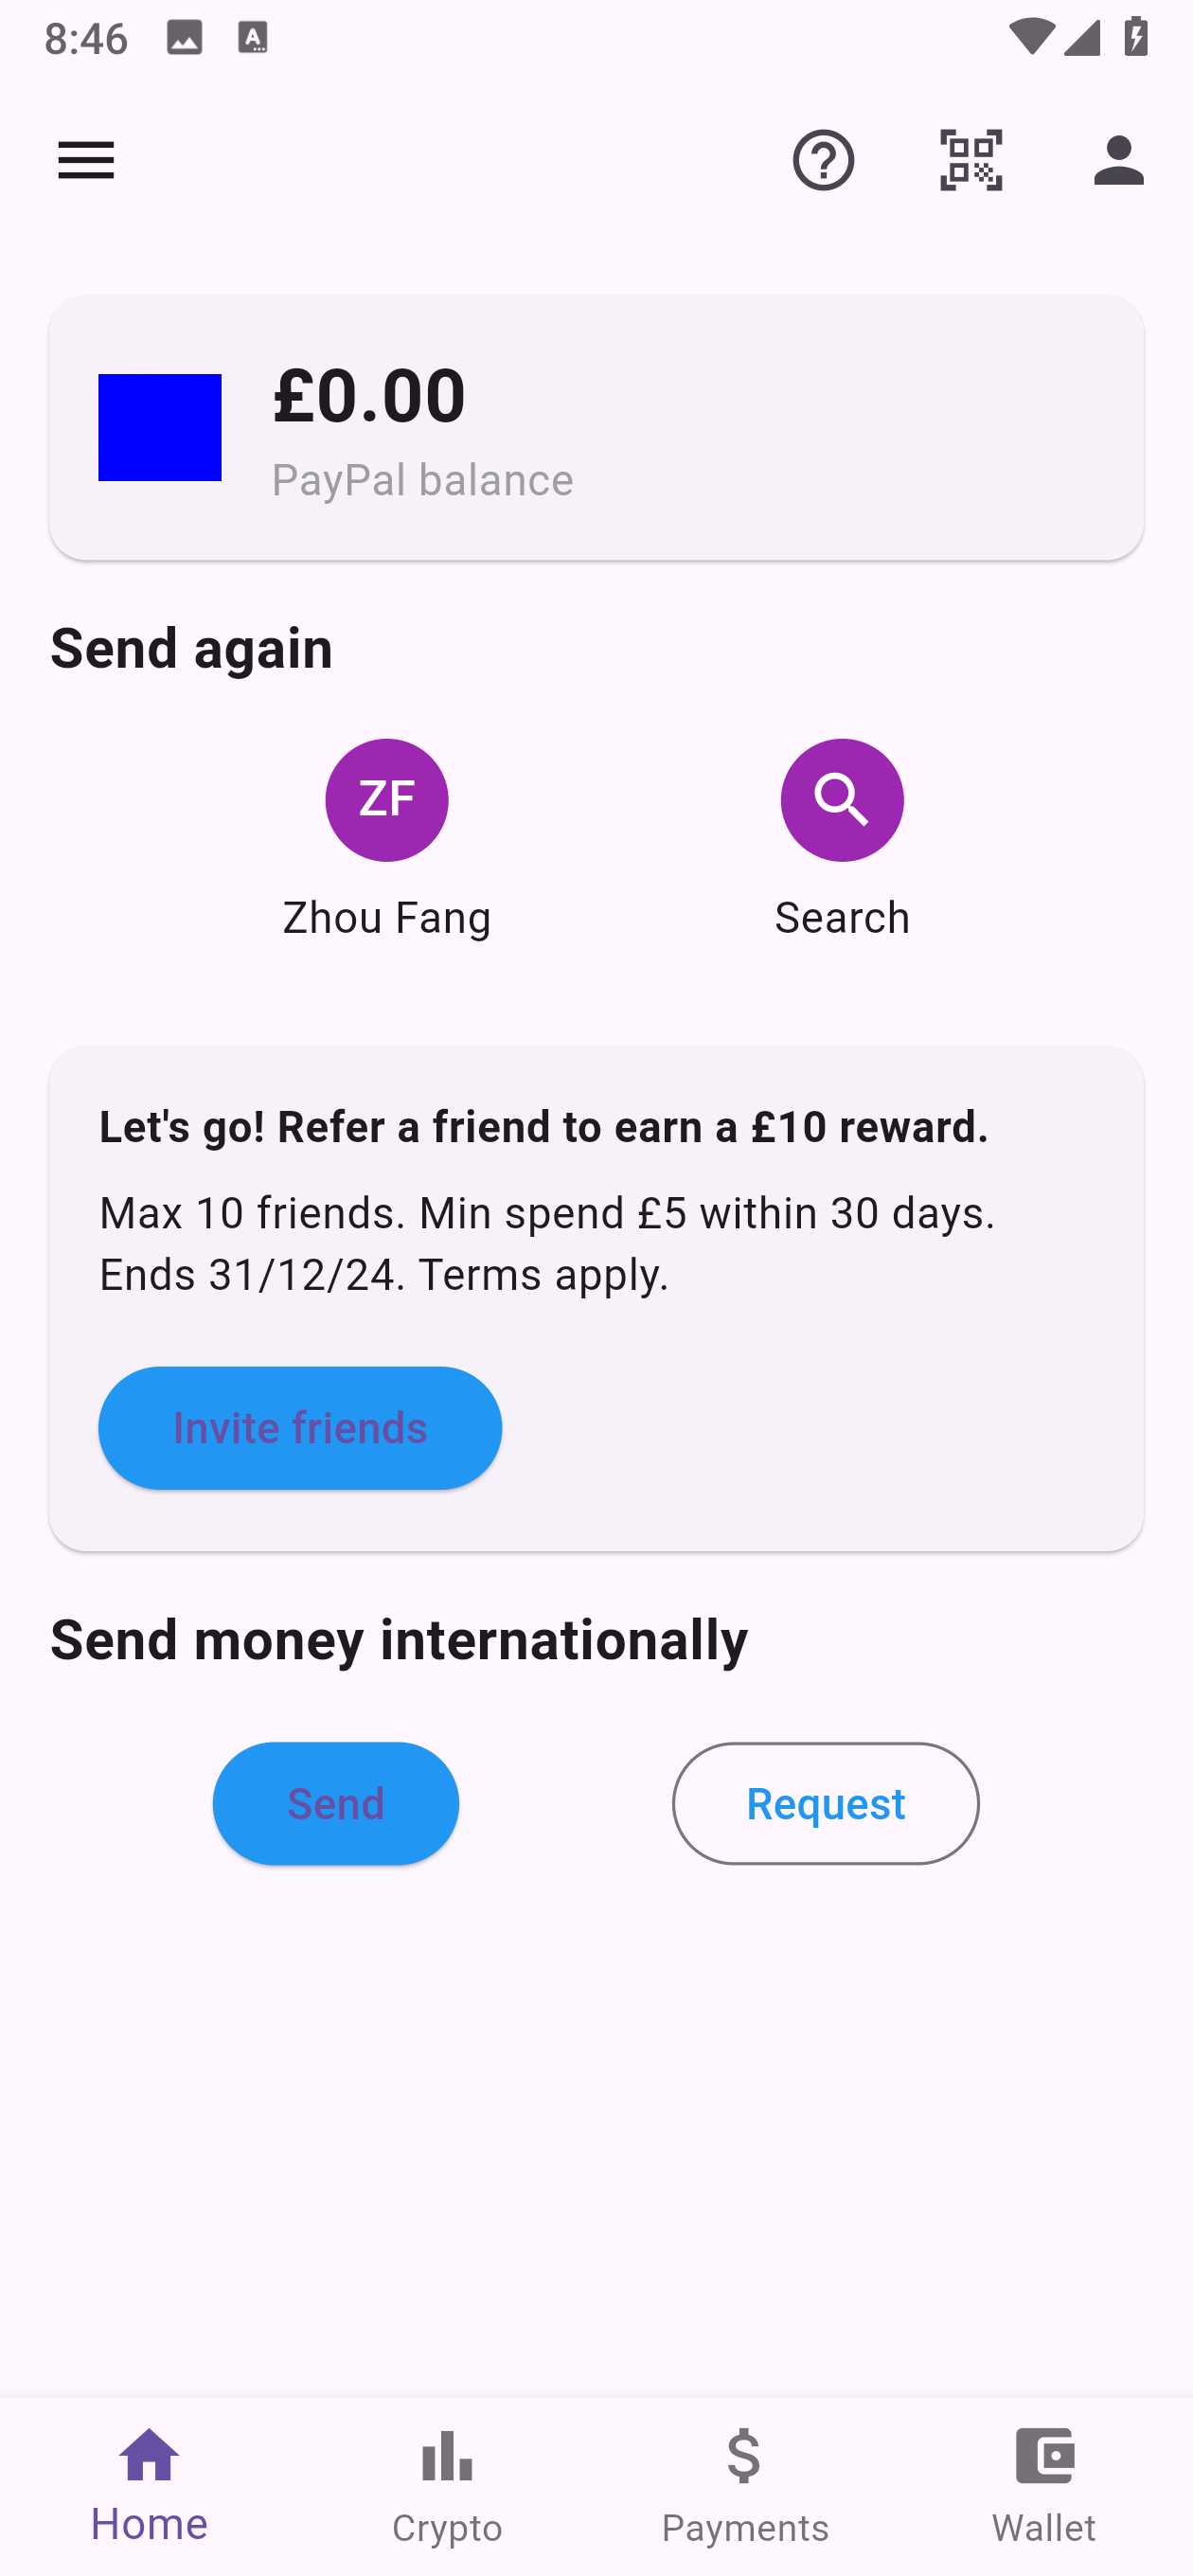 8:46
£0.00
PayPal balance
Send again
ZF
Zhou Fang
Search
Let's go! Refer a friend to earn a £10 reward.
Max 10 friends. Min spend £5 within 30 days.
Ends 31/12/24. Terms apply.
Invite friends
Send money internationally
Send
Request
Home
Crypto
Payments
Wallet